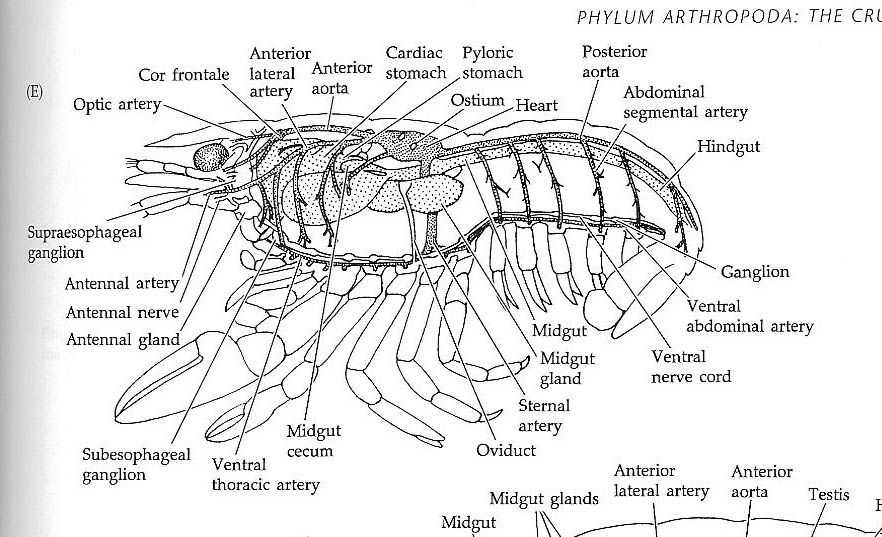 PHYLUM ARTHROPODA: THE CRU
(E)
Cor frontale
Optic artery
Anterior
lateral
artery
Anterior
aorta
Cardiac
stomach
Pyloric
stomach
Ostium
Heart
Posterior
aorta
Abdominal
segmental artery
Hindgut
Supraesophageal
ganglion
Antennal artery
Antennal nerve
Antennal gland
Ganglion
Ventral
abdominal artery
Ventral
nerve cord
Midgut
Midgut
gland
Sternal
artery
Oviduct
Midgut
cecum
Ventral
thoracic artery
Subesophageal
ganglion
Midgut glands
Midgut
Anterior
lateral artery
Anterior
aorta
Testis